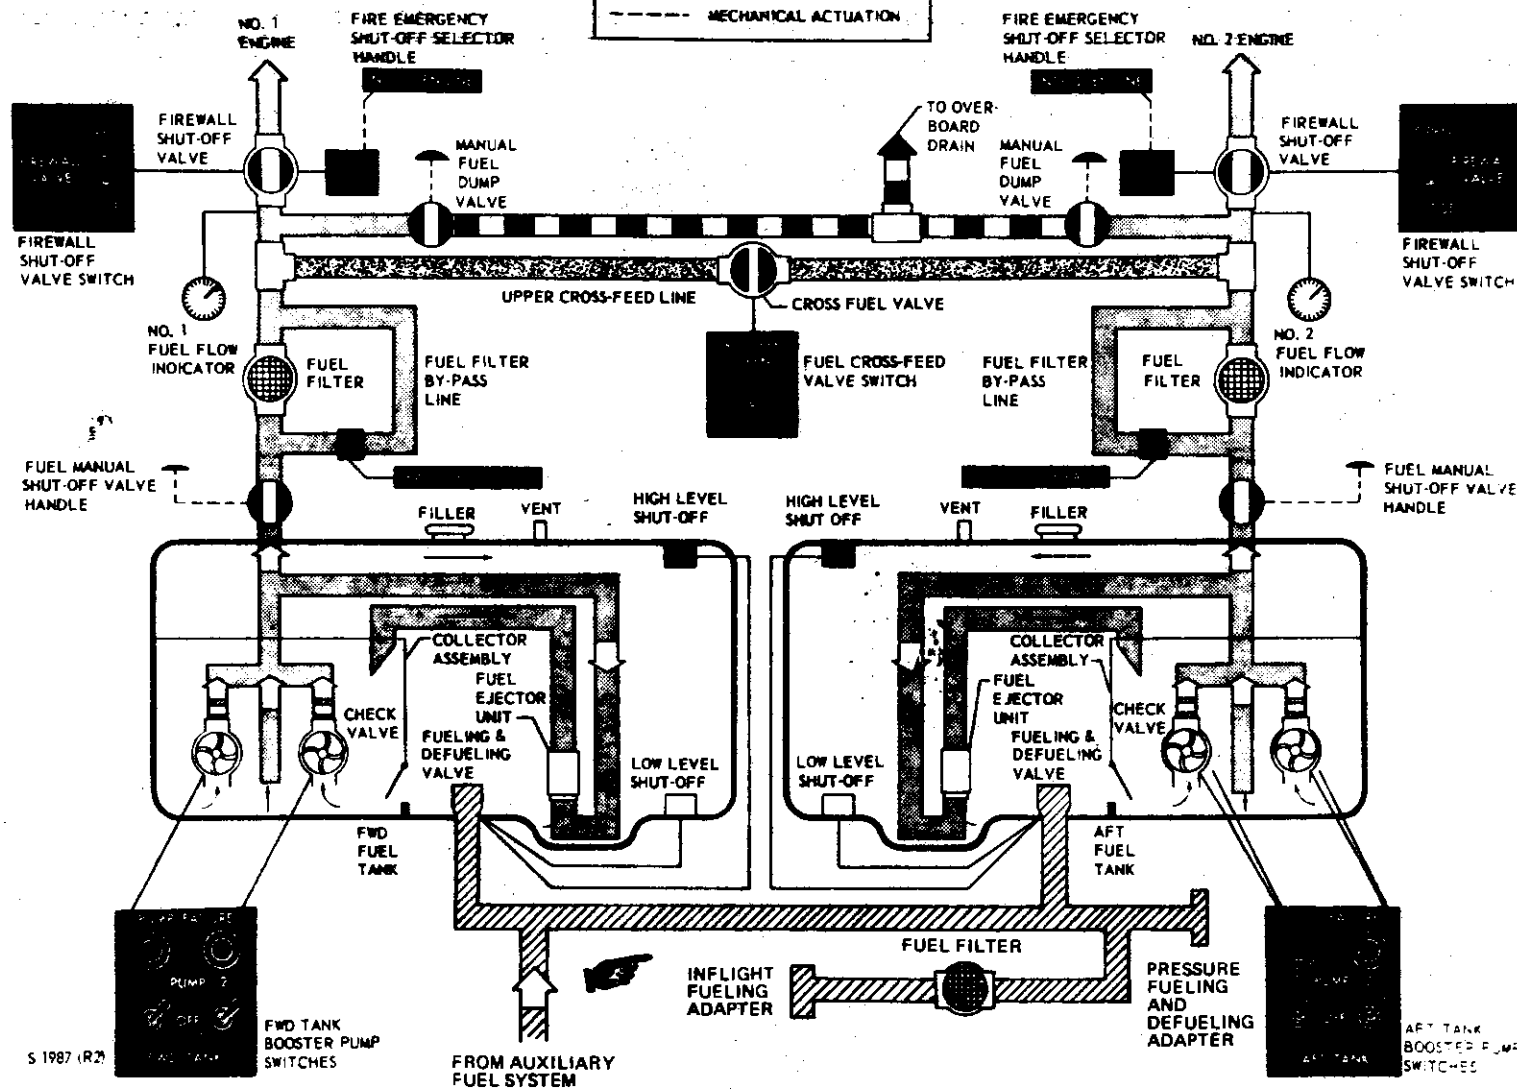 MECHANICAL ACTUATION
NO. 1
ENGINE
FIRE EMERGENCY
SHUT-OFF SELECTOR
HANDLE
FIRE EMERGENCY
SHUT-OFF SELECTOR
HANDLE
NO. 2 ENGINE
FIREWALL
SHUT-OFF
VALVE
MANUAL
FUEL
DUMP
VALVE
TO OVER-
BOARD
DRAIN
MANUAL
FUEL
DUMP
VALVE
FIREWALL
SHUT-OFF
VALVE
FIREWALL
SHUT-OFF
VALVE SWITCH
FIREWALL
SHUT-OFF
VALVE SWITCH
UPPER CROSS-FEED LINE
CROSS FUEL VALVE
NO. 1
FUEL FLOW
INDICATOR
FUEL
FILTER
FUEL FILTER
BY-PASS
LINE
FUEL CROSS-FEED
VALVE SWITCH
FUEL FILTER
BY-PASS
LINE
FUEL
FILTER
NO. 2
FUEL FLOW
INDICATOR
FUEL MANUAL
SHUT-OFF VALVE
HANDLE
FUEL MANUAL
SHUT-OFF VALVE
HANDLE
FILLER
VENT
HIGH LEVEL
SHUT-OFF
HIGH LEVEL
SHUT OFF
VENT
FILLER
COLLECTOR
ASSEMBLY
FUEL
EJECTOR
UNIT
CHECK
VALVE
FUELING &
DEFUELING
VALVE
LOW LEVEL
SHUT-OFF
COLLECTOR
ASSEMBLY
FUEL
EJECTOR
UNIT
CHECK
VALVE
FUELING &
DEFUELING
VALVE
LOW LEVEL
SHUT-OFF
FWD
FUEL
TANK
AFT
FUEL
TANK
PUMP 2
OFF
FWD TANK
BOOSTER PUMP
SWITCHES
FROM AUXILIARY
FUEL SYSTEM
INFLIGHT
FUELING
ADAPTER
FUEL FILTER
PRESSURE
FUELING
AND
DEFUELING
ADAPTER
PUMP
AFT TANK
AFT TANK
BOOSTER PUMP
SWITCHES
S 1987 (R2)